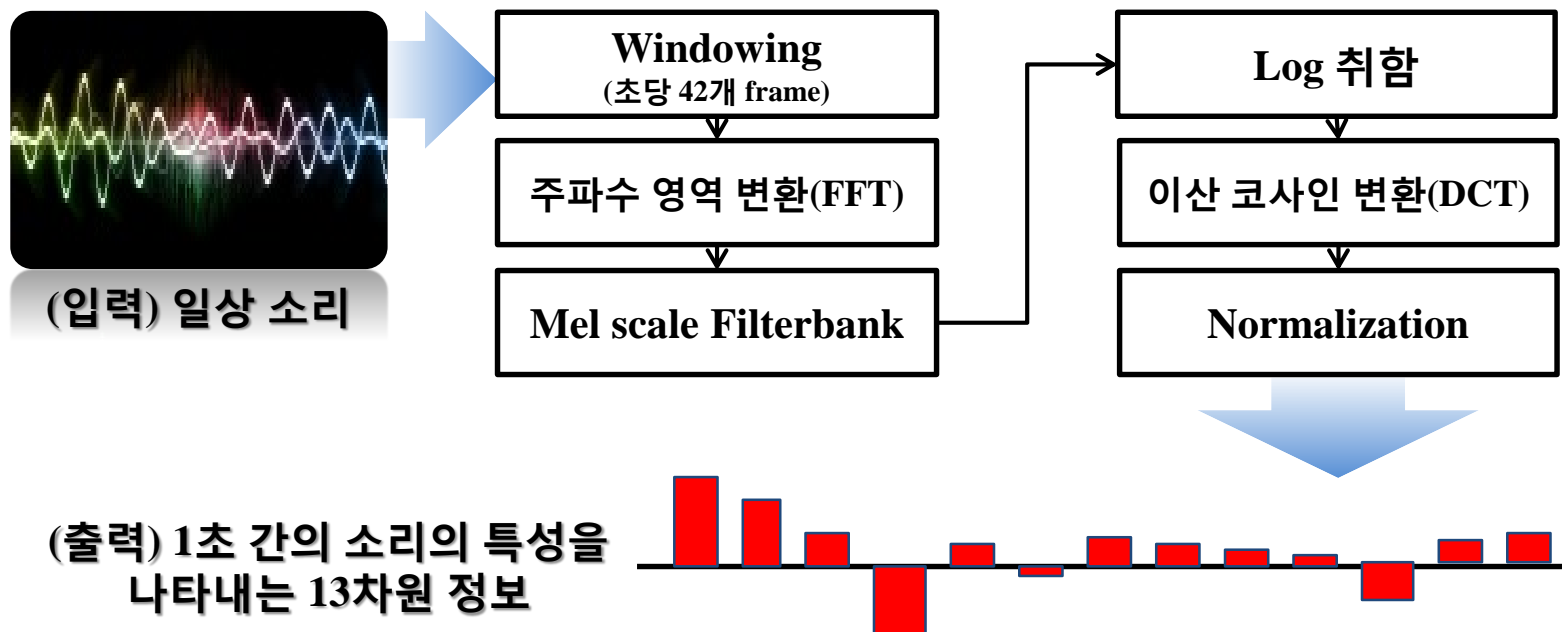 Windowing
(초당 42개 frame)
주파수 영역 변환(FFT)
Mel scale Filterbank
Log 취함
이산 코사인 변환(DCT)
Normalization
(입력) 일상 소리
(출력) 1초 간의 소리의 특성을
나타내는 13차원 정보